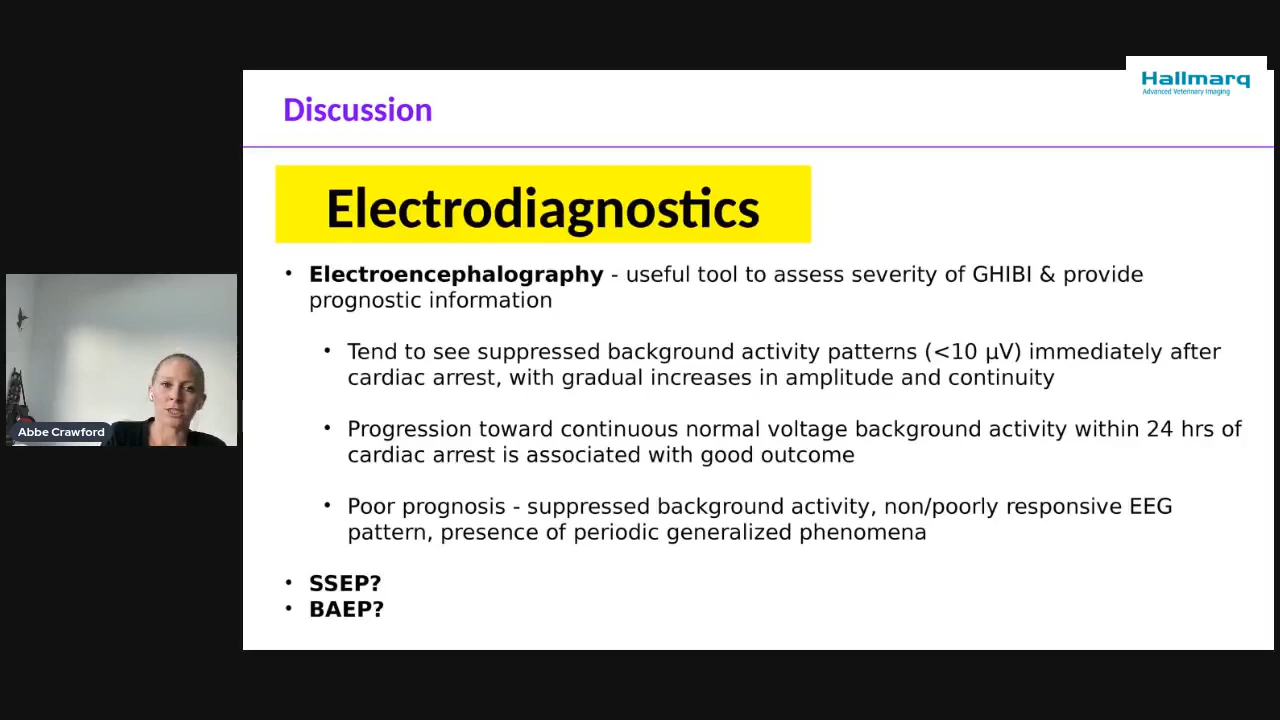 Hallmarq
Advanced Veterinary Imaging
Discussion
Electrodiagnostics
• Electroencephalography - useful tool to assess severity of GHIBI & provide
prognostic information
• Tend to see suppressed background activity patterns (<10 µV) immediately after
cardiac arrest, with gradual increases in amplitude and continuity
• Progression toward continuous normal voltage background activity within 24 hrs of
cardiac arrest is associated with good outcome
• Poor prognosis - suppressed background activity, non/poorly responsive EEG
pattern, presence of periodic generalized phenomena
• SSEP?
• BAEP?
Abbe Crawford